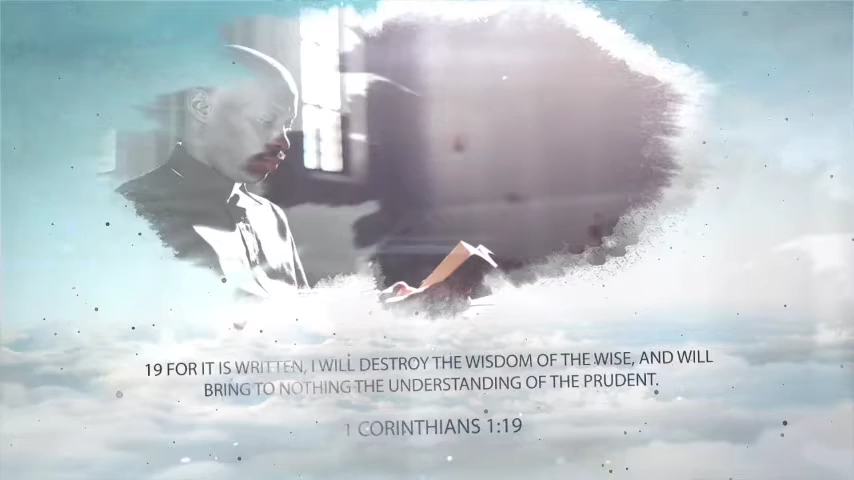 19 FOR IT IS WRITTEN, I WILL DESTROY THE WISDOM OF THE WISE, AND WILL
BRING TO NOTHING THE UNDERSTANDING OF THE PRUDENT.
1 CORINTHIANS 1:19